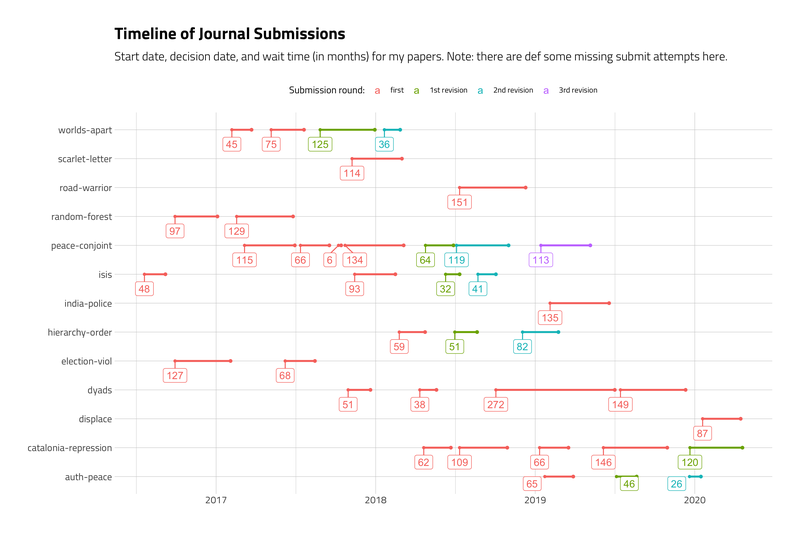 Timeline of Journal Submissions
Start date, decision date, and wait time (in months) for my papers. Note: there are def some missing submit attempts here.
Submission round: a first a 1st revision a 2nd revision a 3rd revision
worlds-apart
45 75 125 36
scarlet-letter
114
road-warrior
151
random-forest
97 129
peace-conjoint
115 66 6 134 64 119 113
isis
48 93 32 41
india-police
135
hierarchy-order
59 51 82
election-viol
127 68
dyads
51 38 272 149
displace
87
catalonia-repression
62 109 66 146 120
auth-peace
65 46 26
2017 2018 2019 2020